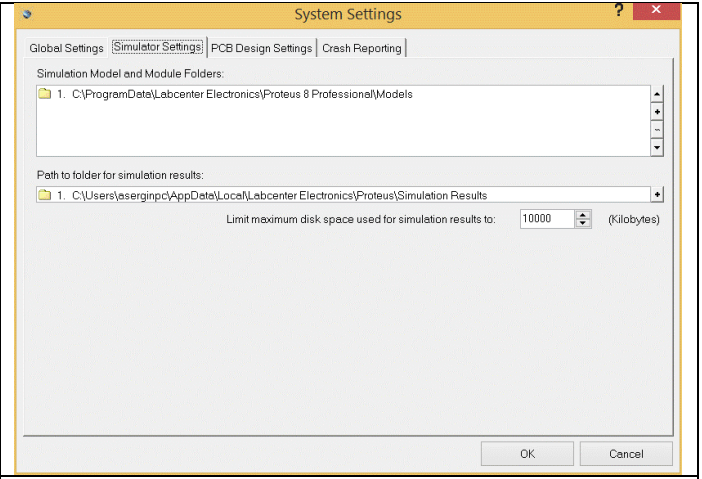 System Settings
?
Global Settings Simulator Settings PCB Design Settings Crash Reporting
Simulation Model and Module Folders:
1. C:\ProgramData\Labcenter Electronics\Proteus 8 Professional\Models
Path to folder for simulation results:
1. C:\Users\aserginpc\AppData\Local\Labcenter Electronics\Proteus\Simulation Results
Limit maximum disk space used for simulation results to: 10000 (Kilobytes)
OK Cancel